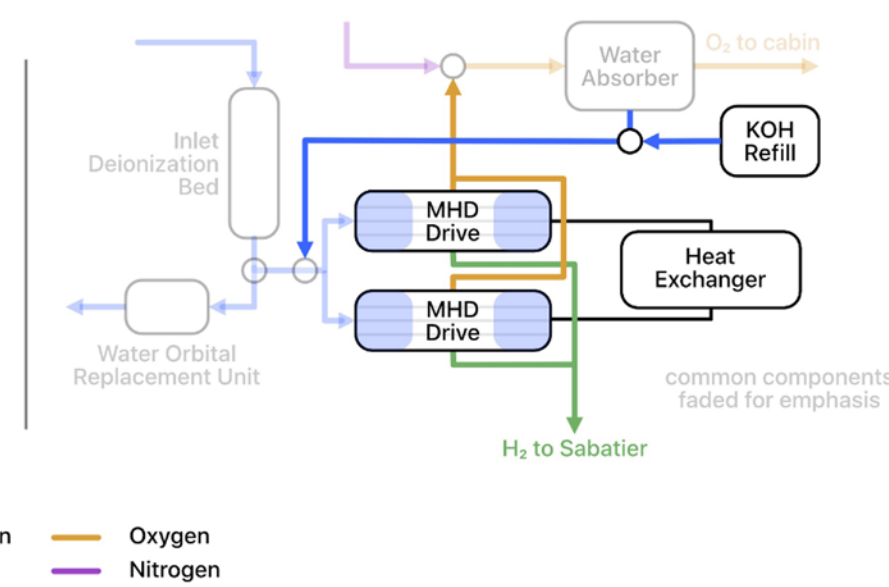 O₂ to cabin
Water
Absorber
KOH
Refill
Inlet
Deionization
Bed
MHD
Drive
Heat
Exchanger
MHD
Drive
Water Orbital
Replacement Unit
common components
faded for emphasis
H₂ to Sabatier
n
Oxygen
Nitrogen